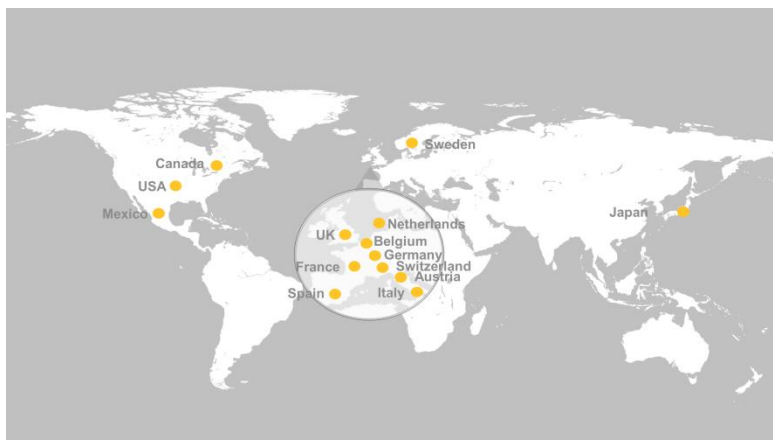 Sweden
Canada
USA
Mexico
Japan
Netherlands
UK
Belgium
Germany
France
Switzerland
Austria
Spain
Italy